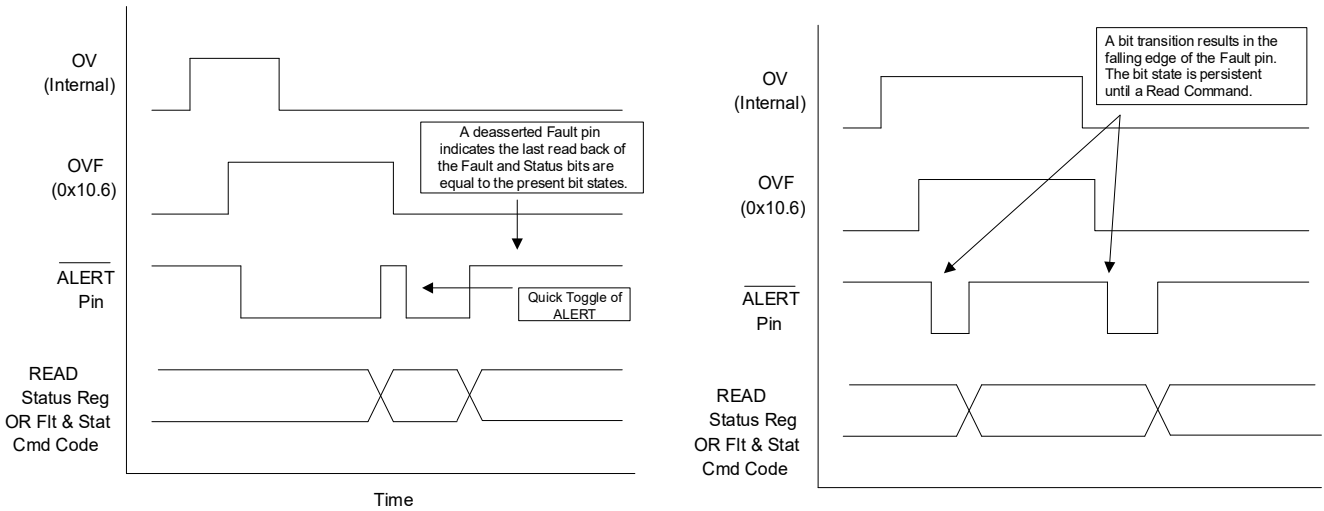 OV
(Internal)
A deasserted Fault pin
indicates the last read back of
the Fault and Status bits are
equal to the present bit states.
OVF
(0x10.6)
ALERT
Pin
Quick Toggle of
ALERT
READ
Status Reg
OR Flt & Stat
Cmd Code
Time
A bit transition results in the
falling edge of the Fault pin.
The bit state is persistent
until a Read Command.
OV
(Internal)
OVF
(0x10.6)
ALERT
Pin
READ
Status Reg
OR Flt & Stat
Cmd Code